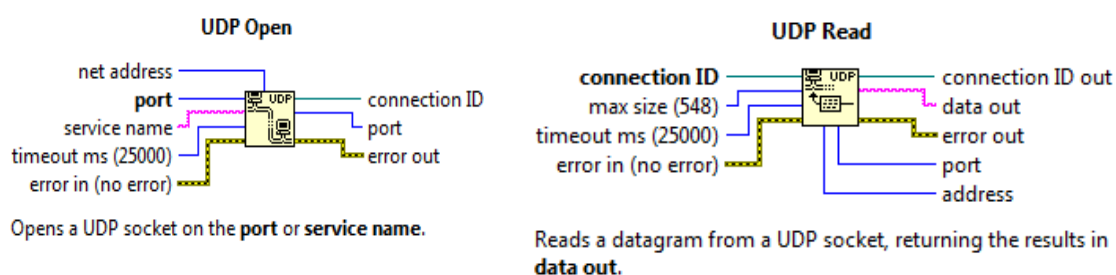 UDP Open
net address
port
service name
timeout ms (25000)
error in (no error)
UDP
connection ID
port
error out
Opens a UDP socket on the port or service name.
UDP Read
connection ID
max size (548)
timeout ms (25000)
error in (no error)
UDP
connection ID out
data out
error out
port
address
Reads a datagram from a UDP socket, returning the results in
data out.